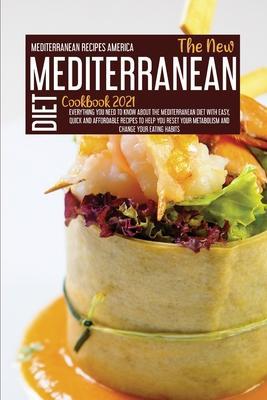 MEDITERRANEAN RECIPES AMERICA
The New
MEDITERRANEAN
DIET
Cookbook 2021
EVERYTHING YOU NEED TO KNOW ABOUT THE MEDITERRANEAN DIET WITH EASY,
QUICK AND AFFORDABLE RECIPES TO HELP YOU RESET YOUR METABOLISM AND
CHANGE YOUR EATING HABITS